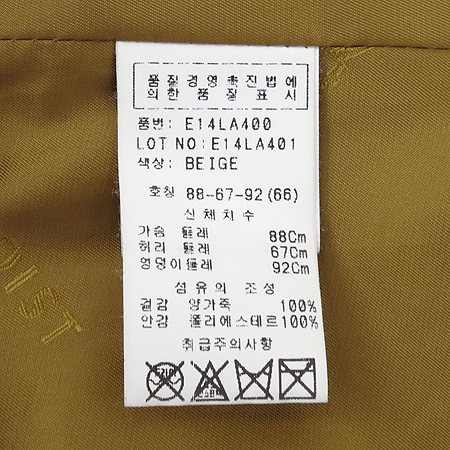 품질경영촉진법에
의한 품질 표시
품번: E14LA400
LOT NO:E14LA401
색상: BEIGE
호칭 88-67-92(66)
신체치수
가슴 둘레 88Cm
허리 둘레 67Cm
엉덩이둘레 92Cm
섬유의 조성
겉감 양가죽 100%
안감 폴리에스테르100%
취급주의사항